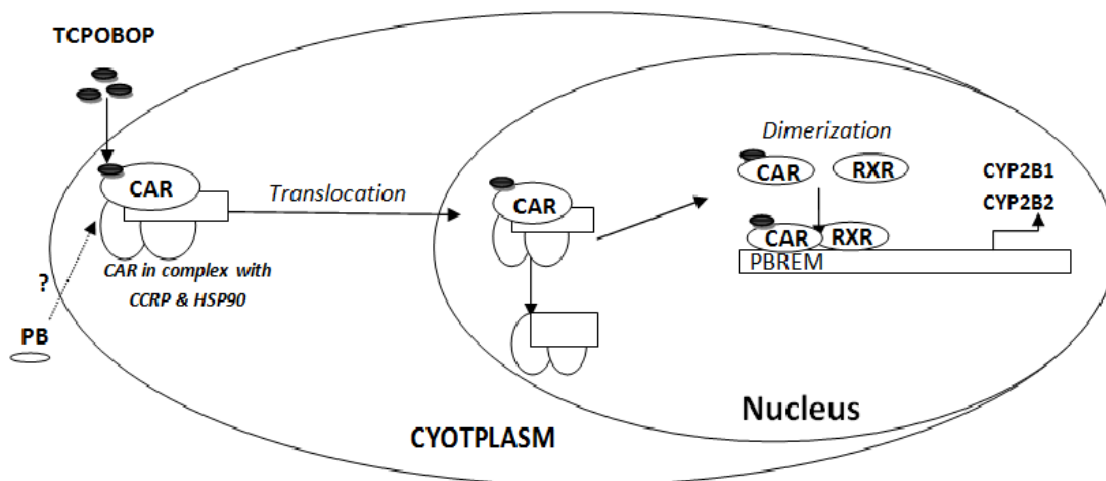 TCPOBOP
CAR
CAR in complex with
CCRP & HSP90
?
PB
Translocation
CAR
Dimerization
CAR
RXR
CAR
RXR
PBREM
CYP2B1
CYP2B2
Nucleus
CYOTPLASM